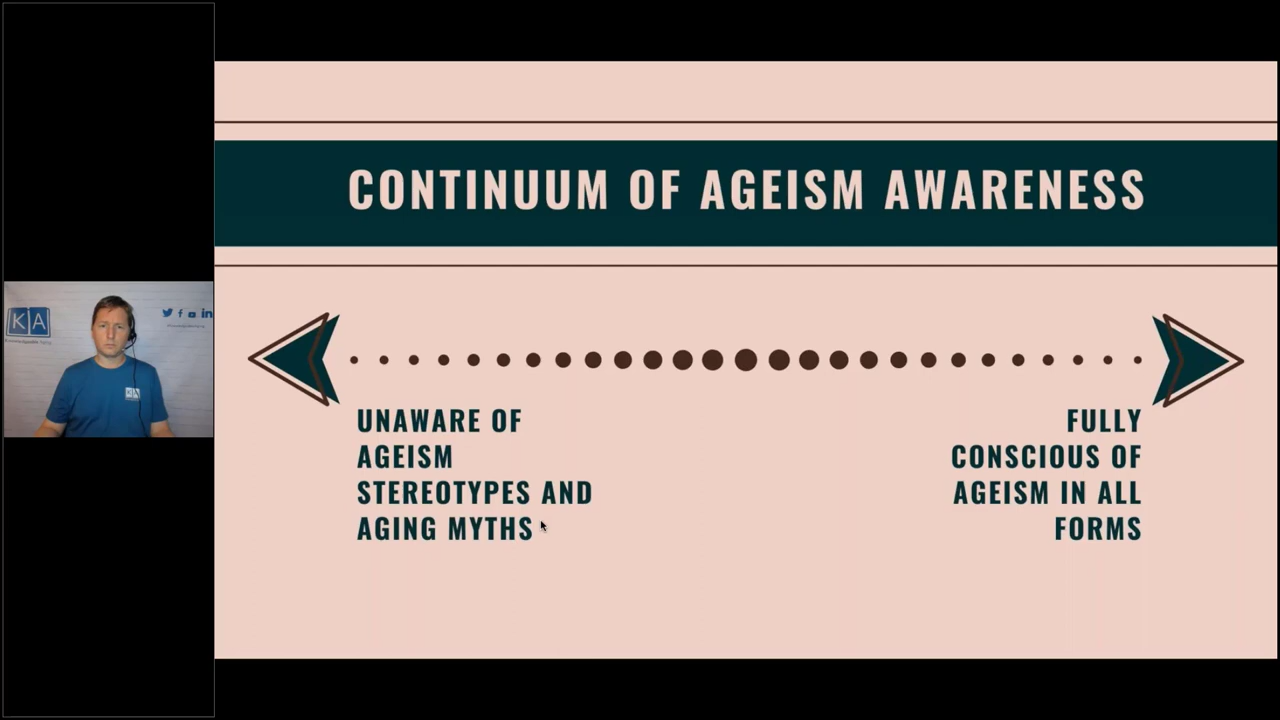 CONTINUUM OF AGEISM AWARENESS
UNAWARE OF
AGEISM
STEREOTYPES AND
AGING MYTHS
FULLY
CONSCIOUS OF
AGEISM IN ALL
FORMS
KA